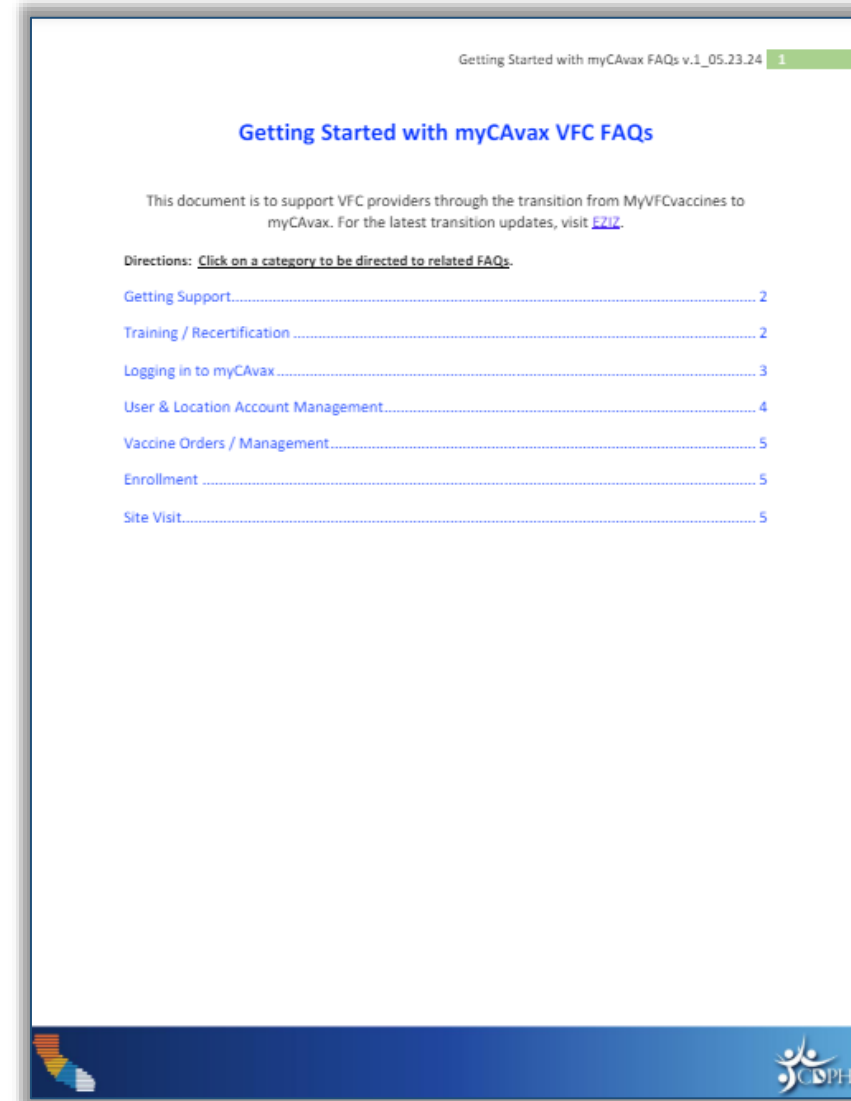 Getting Started with myCAvax FAQs v.1_05.23.24 1
Getting Started with myCAvax VFC FAQs
This document is to support VFC providers through the transition from MyVFCvaccines to
myCAvax. For the latest transition updates, visit EZIZ.
Directions: Click on a category to be directed to related FAQs.
Getting Support 2
Training / Recertification 2
Logging in to myCAvax 3
User & Location Account Management 4
Vaccine Orders / Management 5
Enrollment 5
Site Visit 5
CDPH